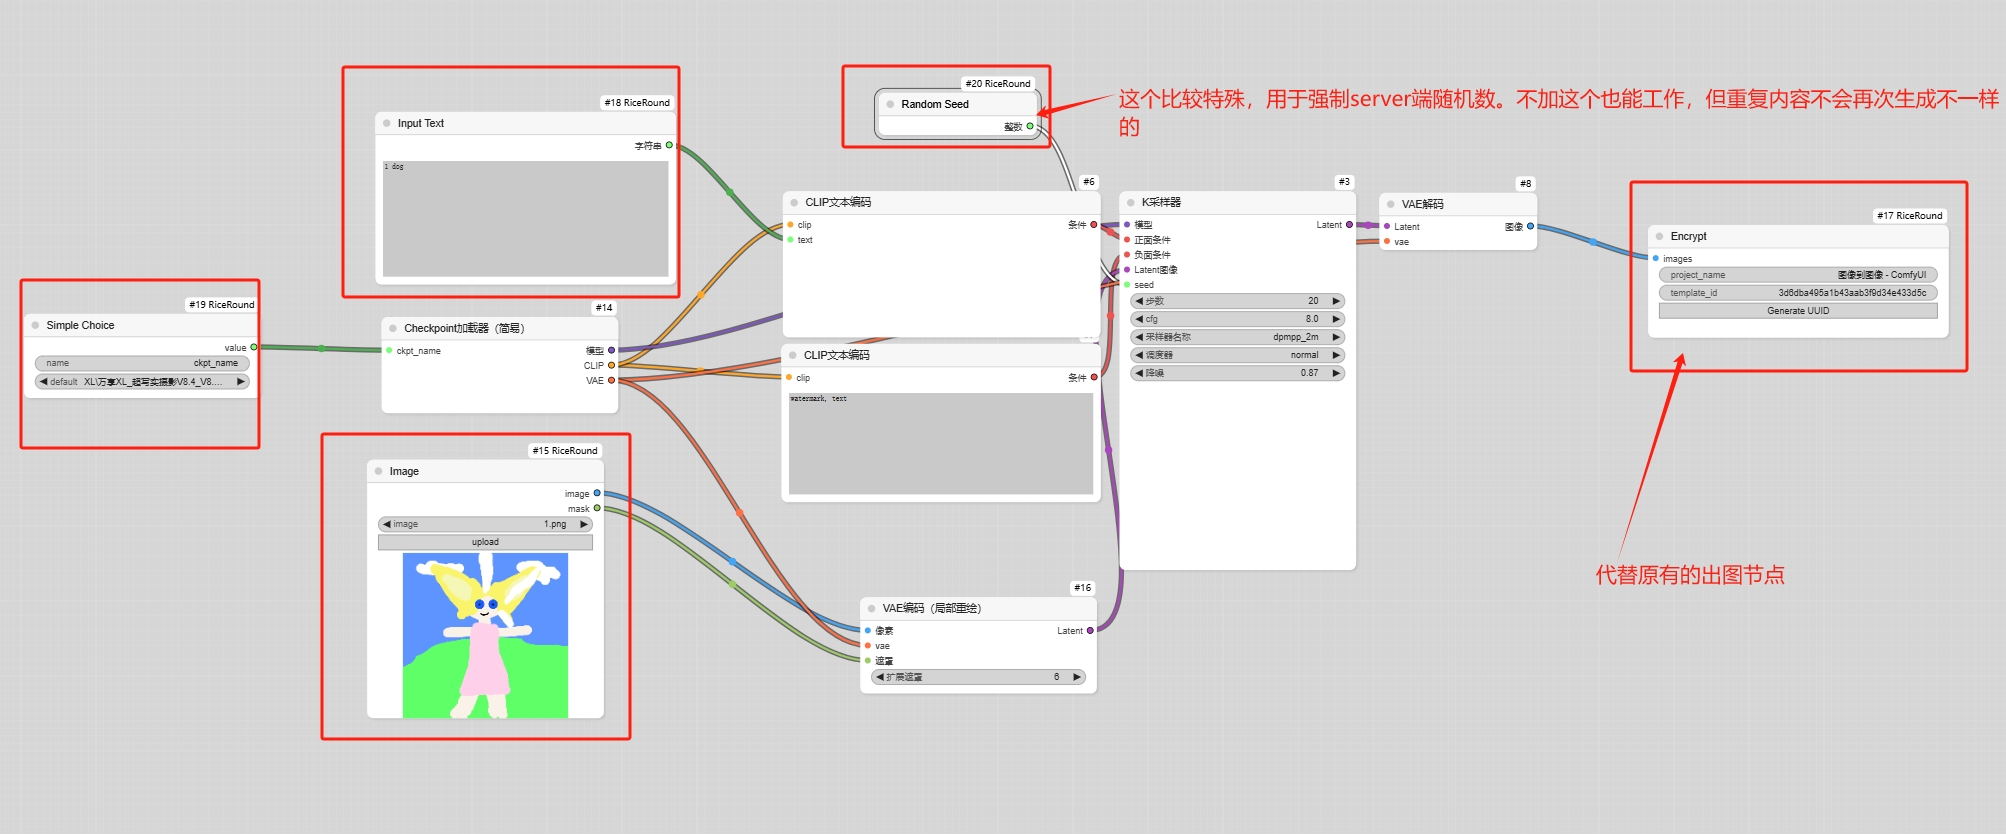 #20 RiceRound
Random Seed
整数
这个比较特殊，用于强制server端随机数。不加这个也能工作，但重复内容不会再次生成不一样
的
#18 RiceRound
Input Text
字符串
1 dog
#19 RiceRound
Simple Choice
value
name ckpt_name
default XL\万享XL_超写实摄影V8.4_V8....
#14
Checkpoint加载器（简易）
ckpt_name 模型
CLIP
VAE
#15 RiceRound
Image
image
mask
image 1.png
upload
#6
CLIP文本编码
clip 条件
text
CLIP文本编码
clip 条件
watermark, text
#16
VAE编码（局部重绘）
像素 Latent
vae
遮罩
扩展遮罩 6
#3
K采样器
模型 Latent
正面条件
负面条件
Latent图像
seed
步数 20
cfg 8.0
采样器名称 dpmpp_2m
调度器 normal
降噪 0.87
#8
VAE解码
Latent 图像
vae
#17 RiceRound
Encrypt
images
project_name 图像到图像 - ComfyUI
template_id 3d6dba495a1b43aab3f9d34e433d5c
Generate UUID
代替原有的出图节点